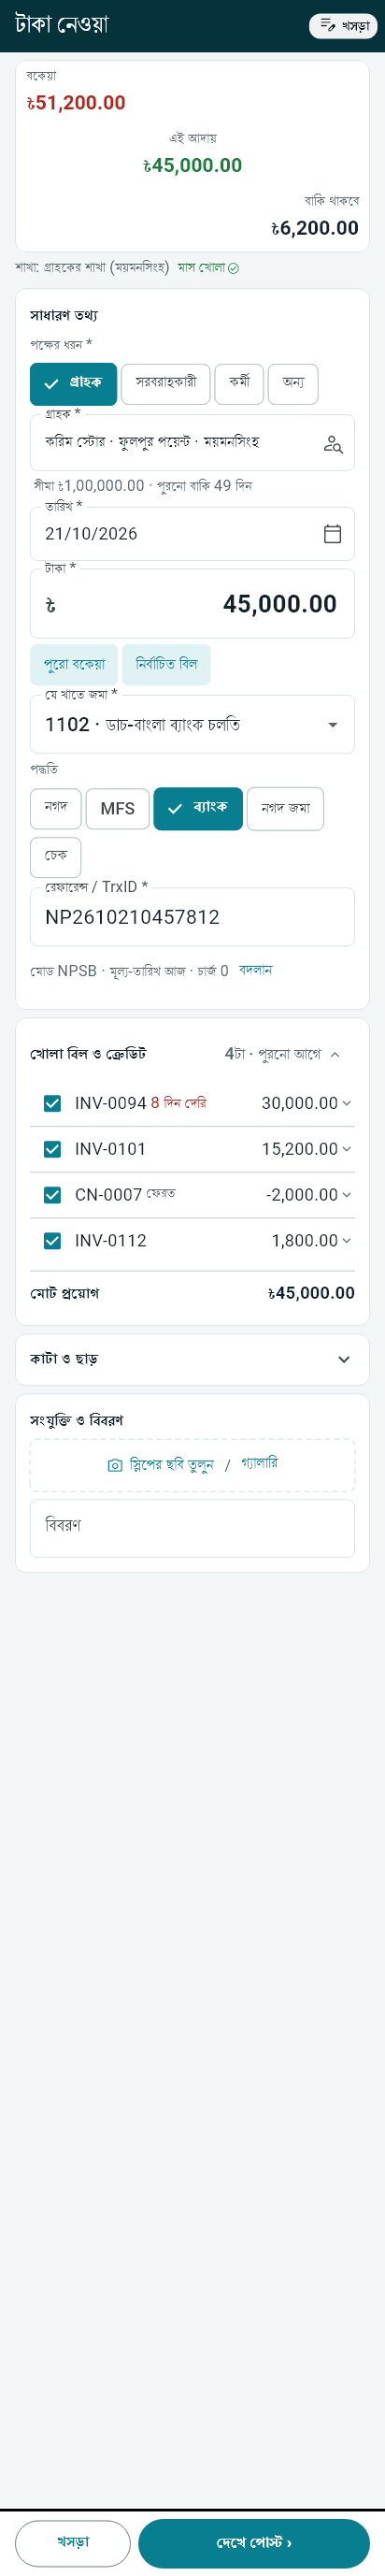 টাকা নেওয়া
খসড়া
বকেয়া
৳51,200.00
এই আদায়
৳45,000.00
বাকি থাকবে
৳6,200.00
শাখা: গ্রাহকের শাখা (ময়মনসিংহ) মাস খোলা
সাধারণ তথ্য
পক্ষের ধরন *
গ্রাহক সরবরাহকারী কর্মী অন্য
গ্রাহক *
করিম স্টোর · ফুলপুর পয়েন্ট · ময়মনসিংহ
সীমা ৳1,00,000.00 · পুরনো বাকি 49 দিন
তারিখ *
21/10/2026
টাকা *
৳ 45,000.00
পুরো বকেয়া নির্বাচিত বিল
যে খাতে জমা *
1102 · ডাচ-বাংলা ব্যাংক চলতি
পদ্ধতি
নগদ MFS ব্যাংক নগদ জমা
চেক
রেফারেন্স / TrxID *
NP2610210457812
মোড NPSB · মূল্য-তারিখ আজ · চার্জ 0 বদলান
খোলা বিল ও ক্রেডিট 4টা · পুরনো আগে
INV-0094 8 দিন দেরি 30,000.00
INV-0101 15,200.00
CN-0007 ফেরত -2,000.00
INV-0112 1,800.00
মোট প্রয়োগ ৳45,000.00
কাটা ও ছাড়
সংযুক্তি ও বিবরণ
স্লিপের ছবি তুলুন / গ্যালারি
বিবরণ
খসড়া দেখে পোস্ট ›